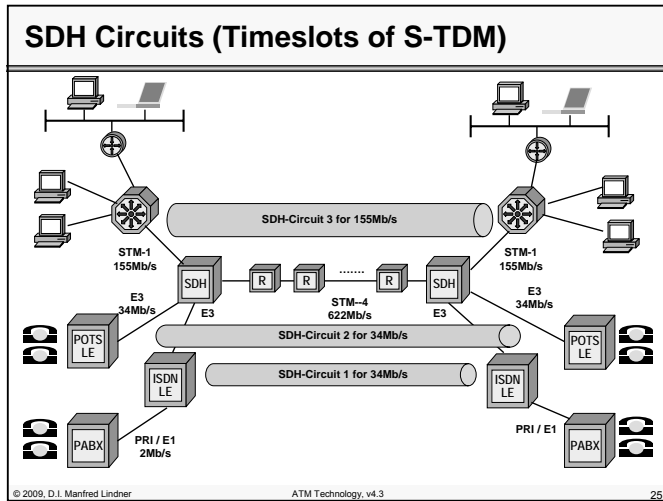 SDH Circuits (Timeslots of S-TDM)
SDH-Circuit 3 for 155Mb/s
STM-1
155Mb/s
STM-1
155Mb/s
SDH
R
R
.......
R
SDH
E3
34Mb/s
E3
STM--4
622Mb/s
E3
E3
34Mb/s
POTS
LE
SDH-Circuit 2 for 34Mb/s
POTS
LE
ISDN
LE
SDH-Circuit 1 for 34Mb/s
ISDN
LE
PABX
PRI / E1
2Mb/s
PRI / E1
PABX
© 2009, D.I. Manfred Lindner
ATM Technology, v4.3
25